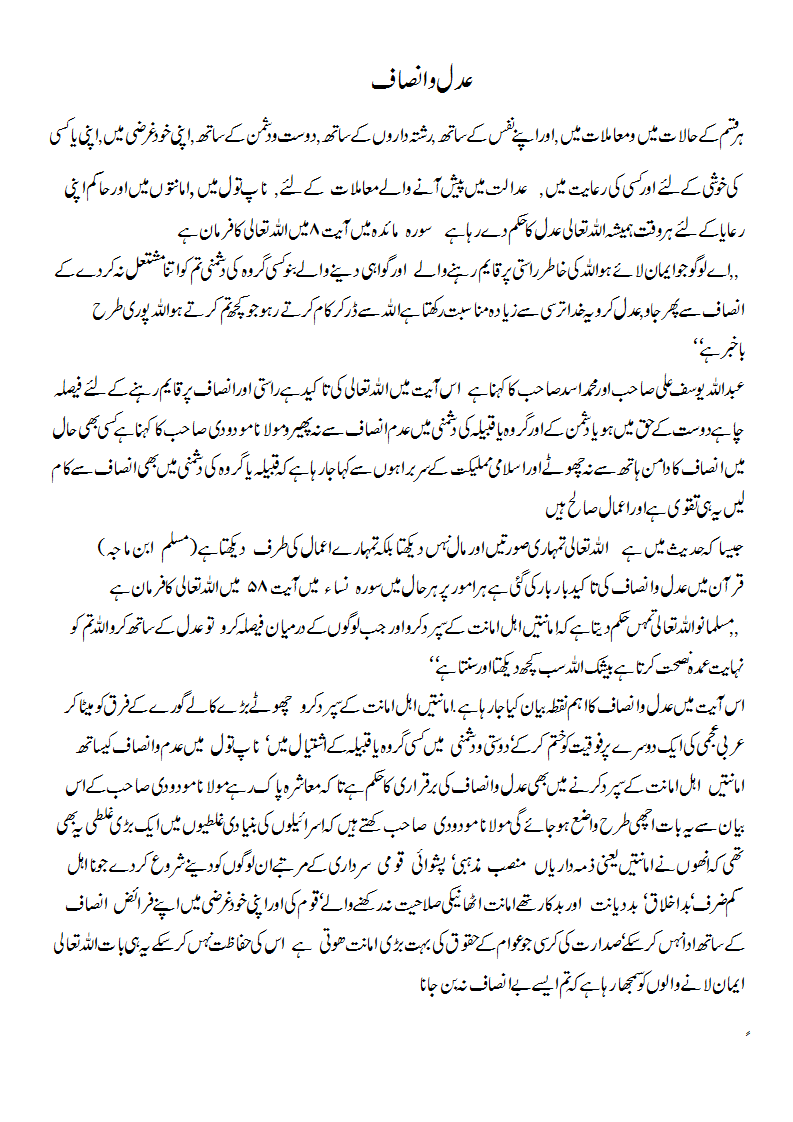 عدل و انصاف
ہر قسم کے حالات میں ومعاملات میں ,اور اپنے نفس کے ساتھ ,رشتہ داروں کے ساتھ ,دوست و دشمن کے ساتھ ,اپنی خود غرضی میں ,اپنی یا کسی
کی خوشی کے لئے اور کسی کی رعایت میں , عدالت میں پیش آنے والے معاملات کے لئے , ناپ تول میں ,امانتوں میں اور حاکم اپنی
رعایا کے لئے ہر وقت ہمیشہ اللہ تعالی عدل کا حکم دے رہا ہے سورہ مائدہ میں آیت ۸ میں اللہ تعالی کا فرمان ہے
,,اے لوگو جو ایمان لائے ہو اللہ کی خاطر راستی پر قایم رہنے والے اور گواہی دینے والے بنو کسی گروہ کی دشمنی تم کو اتنا مشتعل نہ کر دے کے
انصاف سے پھر جاو,عدل کرو یہ خدا ترسی سے زیادہ مناسبت رکھتا ہے اللہ سے ڈر کر کام کرتے رہو جو کچھ تم کرتے ہو اللہ پوری طرح
باخبر ہے‘‘
عبداللہ یوسف علی صاحب اور محمد اسد صاحب کا کہنا ہے اس آیت میں اللہ تعالی کی تاکید ہے راستی اور انصاف پر قایم رہنے کے لئے فیصلہ
چاہے دوست کے حق میں ہو یا دشمن کے اور گروہ یا قبیلہ کی دشمنی میں عدم انصاف سے نہ پھیرو مولانا مودودی صاحب کا کہنا ہے کسی بھی حال
میں انصاف کا دامن ہاتھ سے نہ چھوٹے اور اسلامی مملیکت کے سربراہوں سے کہا جا رہا ہے کہ قبیلہ یا گروہ کی دشمنی میں بھی انصاف سے کام
لیں یہ ہی تقوی ہے اور اعمال صالح ہیں
جیسا کہ حدیث میں ہے اللہ تعالی تمہاری صورتیں اور مال نہں دیکھتا بلکہ تمہارے اعمال کی طرف دیکھتا ہے(مسلم ابن ماجہ)
قرآن میں عدل و انصاف کی تاکید بار بار کی گئی ہے ہر امور پر ہر حال میں سورہ نساء میں آیت ۵۸ میں اللہ تعالی کا فرمان ہے
,,مسلمانو اللہ تعالی تمہں حکم دیتا ہے کہ امانتیں اہل امانت کے سپرد کرو اور جب لوگوں کے درمیان فیصلہ کرو تو عدل کے ساتھ کرو اللہ تم کو
نہایت عمدہ نصحت کرتا ہے بیشک اللہ سب کچھ دیکھتا اور سنتا ہے‘‘
اس آیت میں عدل و انصاف کا اہم نقطہ بیان کیا جا رہا ہے .امانتیں اہل امانت کے سپرد کرو چھوٹے بڑے کالے گورے کے فرق کو میٹا کر
عربی عجمی کی ایک دوسرے پر فوقیت کو ختم کر کے‘ دوستی و دشمنی میں کسی گروہ یا قبیلہ کے اشتیال میں‘ ناپ تول میں عدم و انصاف کیساتھ
امانتیں اہل امانت کے سپرد کرنے میں بھی عدل و انصاف کی برقراری کا حکم ہے تاکہ معاشرہ پاک رہے مولانا مودودی صاحب کے اس
بیان سے یہ بات اچھی طرح واضع ہو جائے گی مولانا مودودی صاحب کھتے ہیں کہ اسرائیلوں کی بنیادی غلطیوں میں ایک بڑی غلطی یہ بھی
تھی کہ انھوں نے امانتیں یعنی ذمہ داریاں منصب مذہبی‘ پشوائی قومی سرداری کے مرتبے ان لوگوں کو دینے شروع کر دے جو نا اہل
کم ضرف‘ بداخلاق‘ بد دیانت اور بدکار تھے امانت اٹھانیکی صلاحیت نہ رکھنے والے‘ قوم کی اور اپنی خود غرضی میں اپنے فرائض انصاف
کے ساتھ ادا نہں کر سکے‘ صدارت کی کرسی جو عوام کے حقوق کی بہت بڑی امانت ھوتی ہے اس کی حفاظت نہں کر سکے یہ ہی بات اللہ تعالی
ایمان لانے والوں کو سمجھا رہا ہے کہ تم ایسے بے انصاف نہ بن جانا